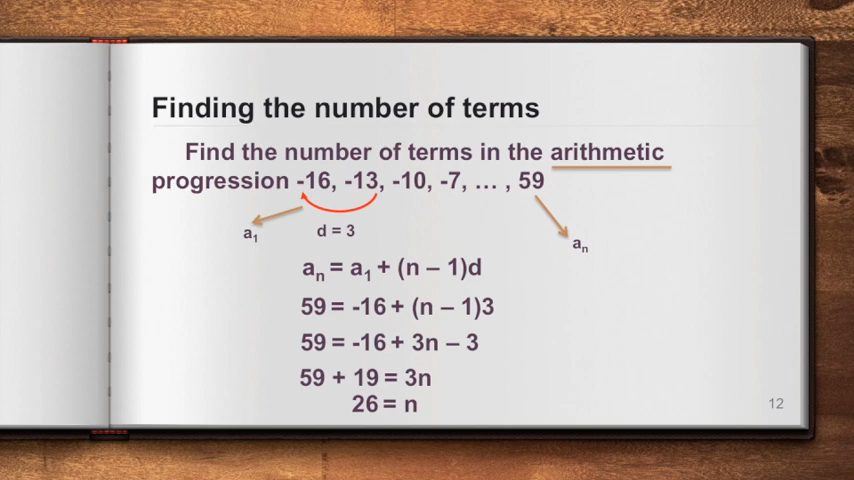 Finding the number of terms
Find the number of terms in the arithmetic
progression -16, -13, -10, -7, … , 59
a₁
d = 3
aₙ
aₙ = a₁ + (n – 1)d
59 = -16 + (n – 1)3
59 = -16 + 3n – 3
59 + 19 = 3n
26 = n
12